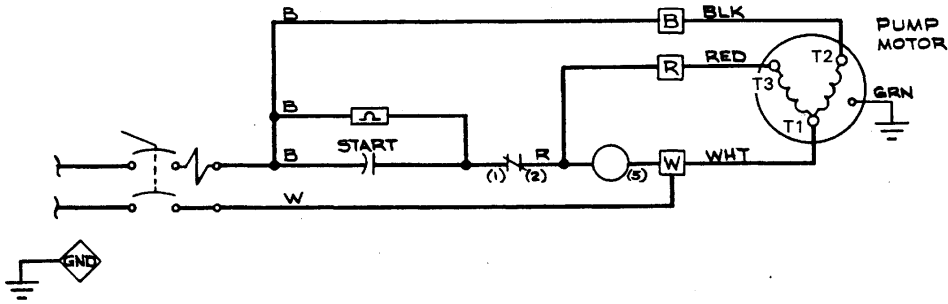 B
B
BLK
PUMP
MOTOR
R
RED
T2
T3
GRN
B
T1
START
B
(1)
(2)
R
(5)
W
WHT
W
GND